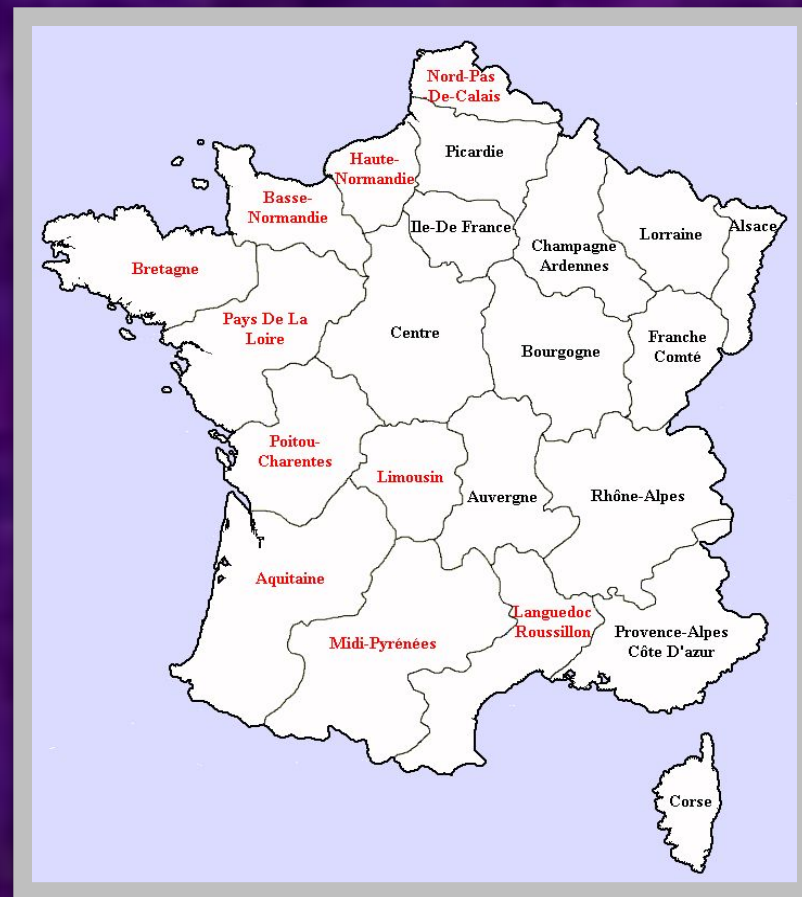 Nord-Pas
-De-Calais
Picardie
Haute-
Normandie
Basse-
Normandie
Ile-De France
Champagne
Ardennes
Lorraine
Alsace
Bretagne
Pays De La
Loire
Centre
Bourgogne
Franche
Comté
Poitou-
Charentes
Limousin
Auvergne
Rhône-Alpes
Aquitaine
Midi-Pyrénées
Languedoc
Roussillon
Provence-Alpes
Côte D'azur
Corse